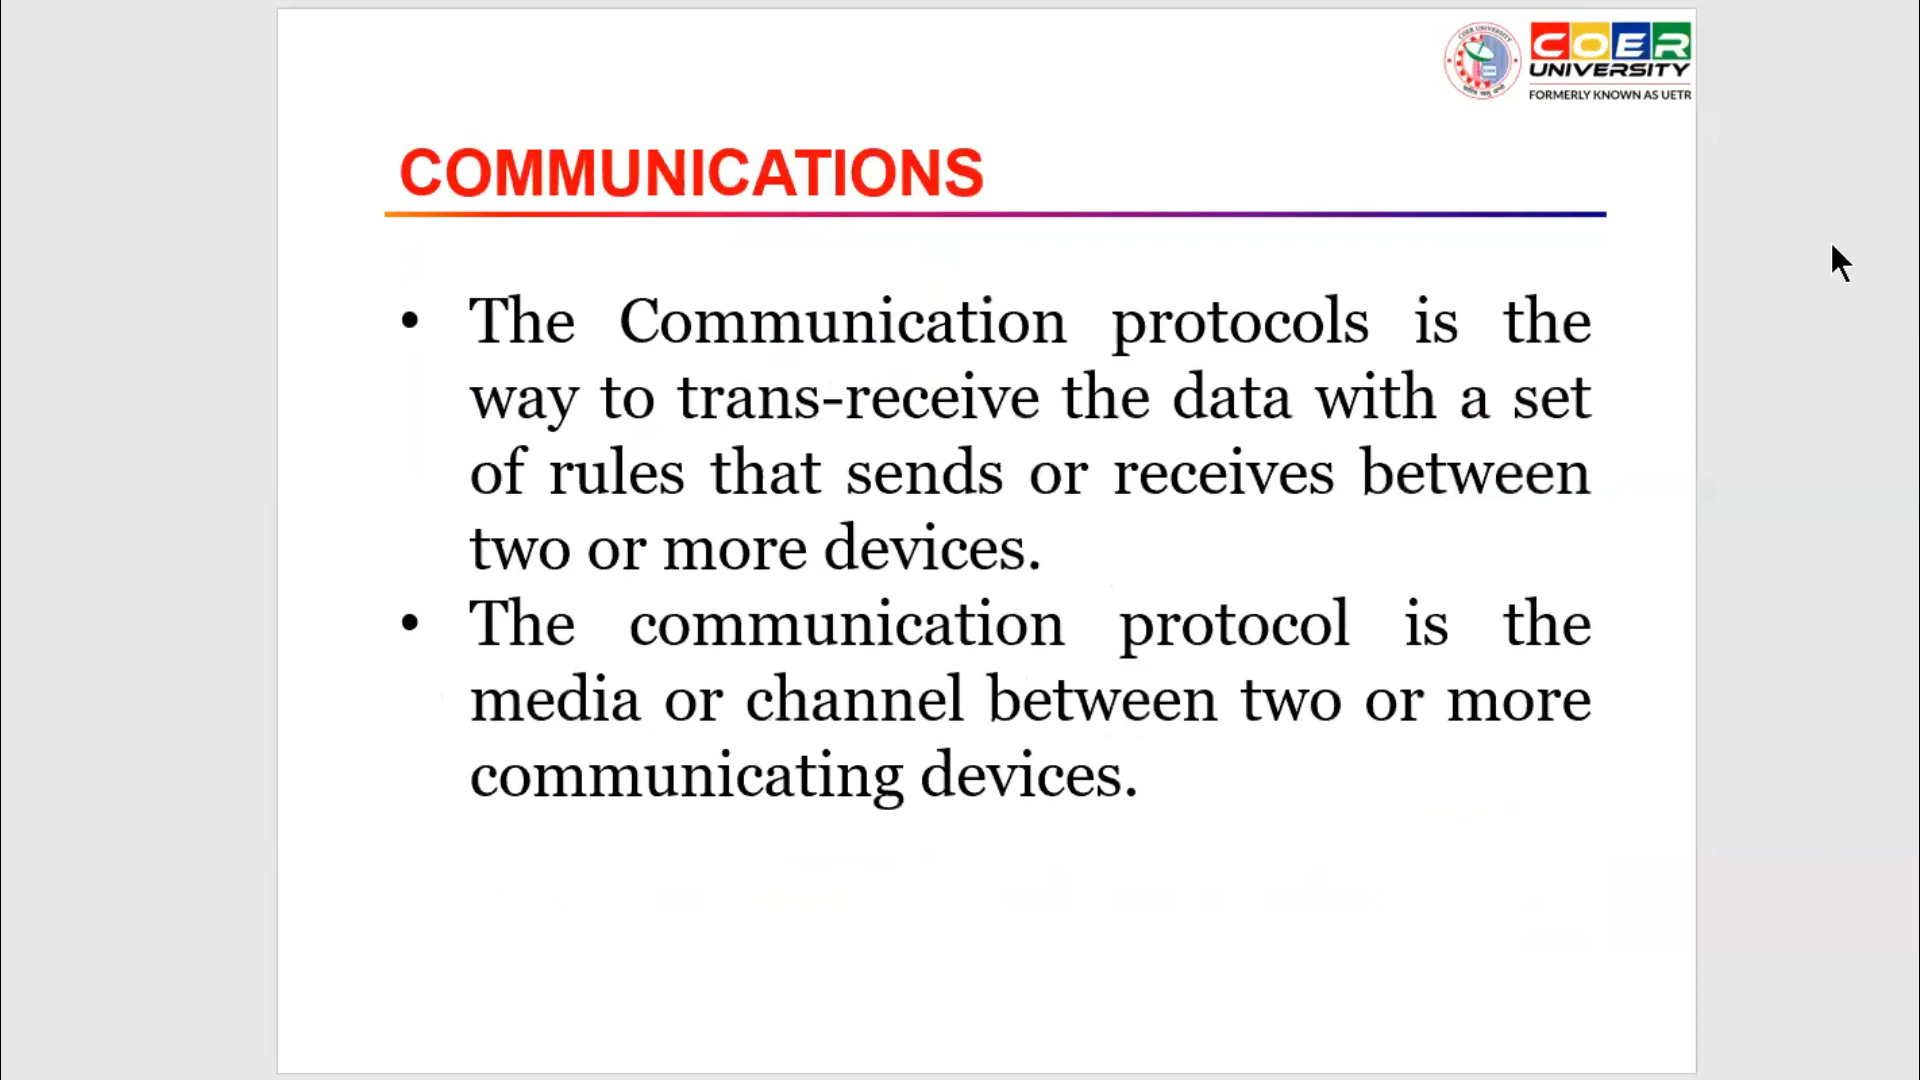 COER
UNIVERSITY
FORMERLY KNOWN AS UETR
COMMUNICATIONS
• The Communication protocols is the
way to trans-receive the data with a set
of rules that sends or receives between
two or more devices.
• The communication protocol is the
media or channel between two or more
communicating devices.